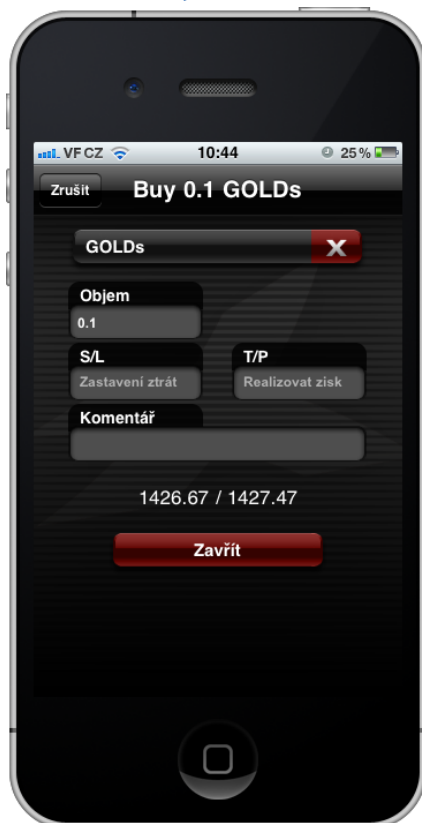 VF CZ 10:44 25%
Zrušit Buy 0.1 GOLDs
GOLDs X
Objem
0.1
S/L T/P
Zastavení ztrát Realizovat zisk
Komentář
1426.67 / 1427.47
Zavřít